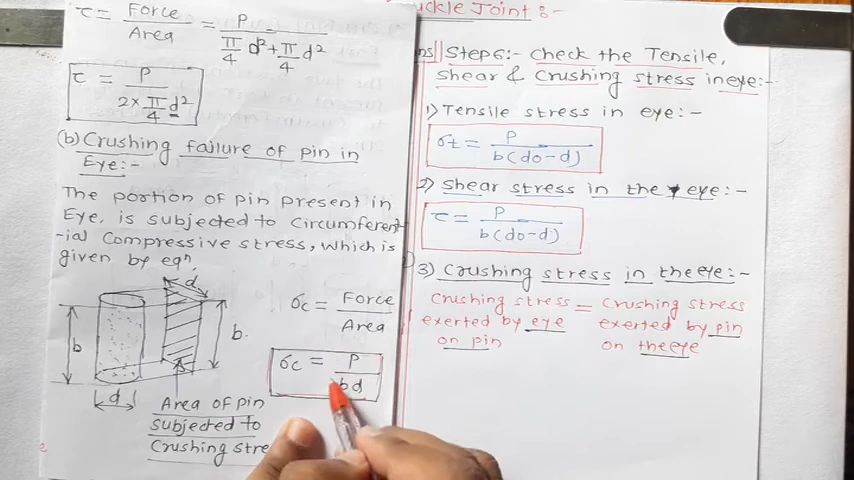 τ = Force / Area = P / (π/4 d² + π/4 d²)
τ = P / (2 × π/4 d²)
(b) Crushing failure of pin in
Eye:-
The portion of pin present in
Eye, is subjected to circumferent-
-ial compressive stress, which is
given by eqn
d
b
b.
d
σc = Force / Area
σc = P / bd
Area of pin
subjected to
Crushing stre
uckle Joint :-
Step 6:- Check the Tensile,
Shear & Crushing stress in eye:-
1) Tensile stress in eye:-
σt = P / b(do-d)
2) Shear stress in the eye:-
τ = P / b(do-d)
3) Crushing stress in the eye:-
Crushing stress = Crushing stress
exerted by eye exerted by pin
on pin on the eye